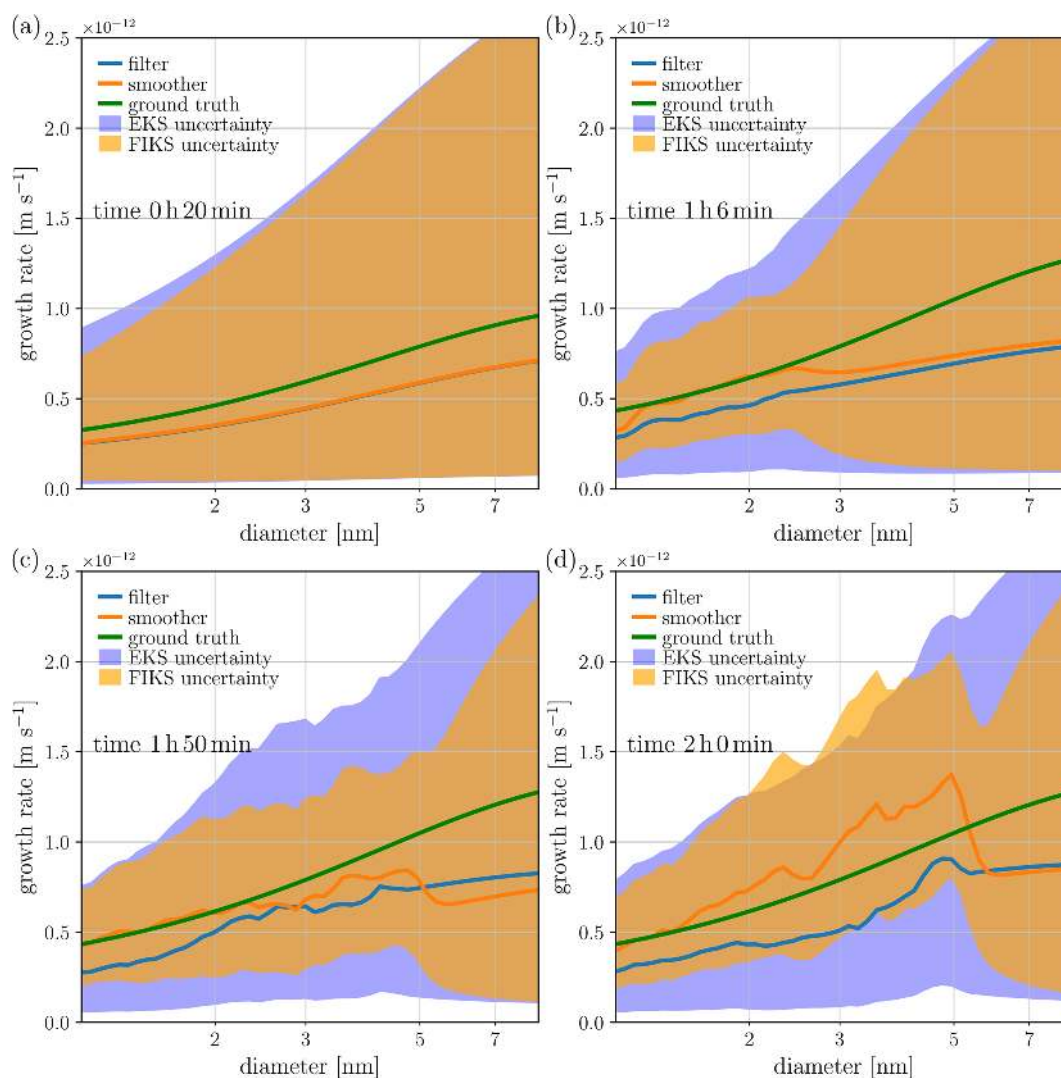 (a)
×10⁻¹²
2.5
2.0
1.5
1.0
0.5
0.0
growth rate [m s⁻¹]
filter
smoother
ground truth
EKS uncertainty
FIKS uncertainty
time 0 h 20 min
2 3 5 7
diameter [nm]
(b)
×10⁻¹²
2.5
2.0
1.5
1.0
0.5
0.0
growth rate [m s⁻¹]
filter
smoother
ground truth
EKS uncertainty
FIKS uncertainty
time 1 h 6 min
2 3 5 7
diameter [nm]
(c)
×10⁻¹²
2.5
2.0
1.5
1.0
0.5
0.0
growth rate [m s⁻¹]
filter
smoother
ground truth
EKS uncertainty
FIKS uncertainty
time 1 h 50 min
2 3 5 7
diameter [nm]
(d)
×10⁻¹²
2.5
2.0
1.5
1.0
0.5
0.0
growth rate [m s⁻¹]
filter
smoother
ground truth
EKS uncertainty
FIKS uncertainty
time 2 h 0 min
2 3 5 7
diameter [nm]